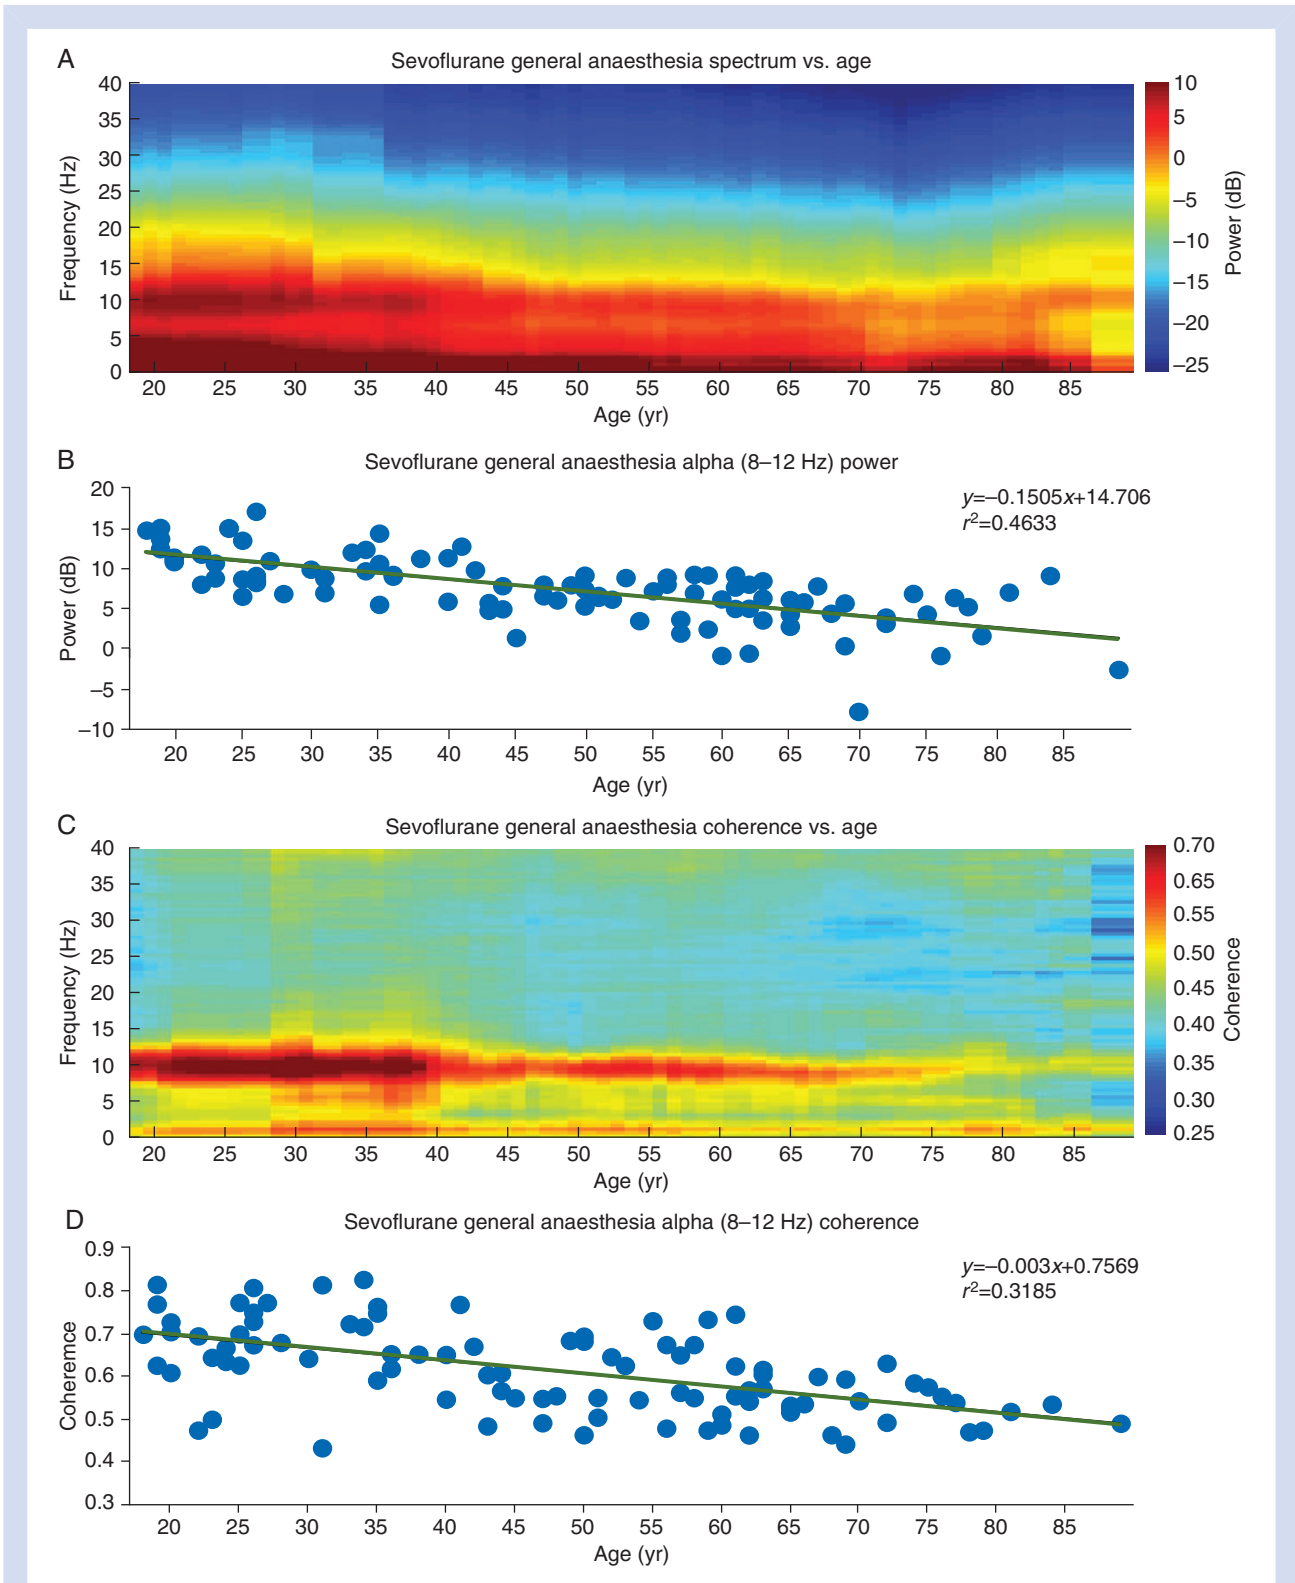 A
Sevoflurane general anaesthesia spectrum vs. age
40
35
30
25
20
15
10
5
0
Frequency (Hz)
20 25 30 35 40 45 50 55 60 65 70 75 80 85
Age (yr)
10
5
0
–5
–10
–15
–20
–25
Power (dB)
B
Sevoflurane general anaesthesia alpha (8–12 Hz) power
y=–0.1505x+14.706
r²=0.4633
20
15
10
5
0
–5
–10
Power (dB)
20 25 30 35 40 45 50 55 60 65 70 75 80 85
Age (yr)
C
Sevoflurane general anaesthesia coherence vs. age
40
35
30
25
20
15
10
5
0
Frequency (Hz)
20 25 30 35 40 45 50 55 60 65 70 75 80 85
Age (yr)
0.70
0.65
0.55
0.50
0.45
0.40
0.35
0.30
0.25
Coherence
D
Sevoflurane general anaesthesia alpha (8–12 Hz) coherence
y=–0.003x+0.7569
r²=0.3185
0.9
0.8
0.7
0.6
0.5
0.4
0.3
Coheremce
20 25 30 35 40 45 50 55 60 65 70 75 80 85
Age (yr)